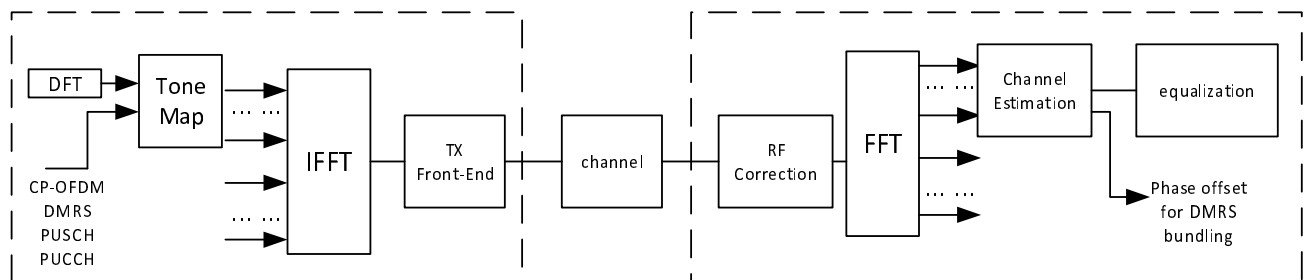 DFT
Tone
Map
... ...
... ...
CP-OFDM
DMRS
PUSCH
PUCCH
IFFT
TX
Front-End
channel
RF
Correction
FFT
... ...
... ...
Channel
Estimation
equalization
Phase offset
for DMRS
bundling